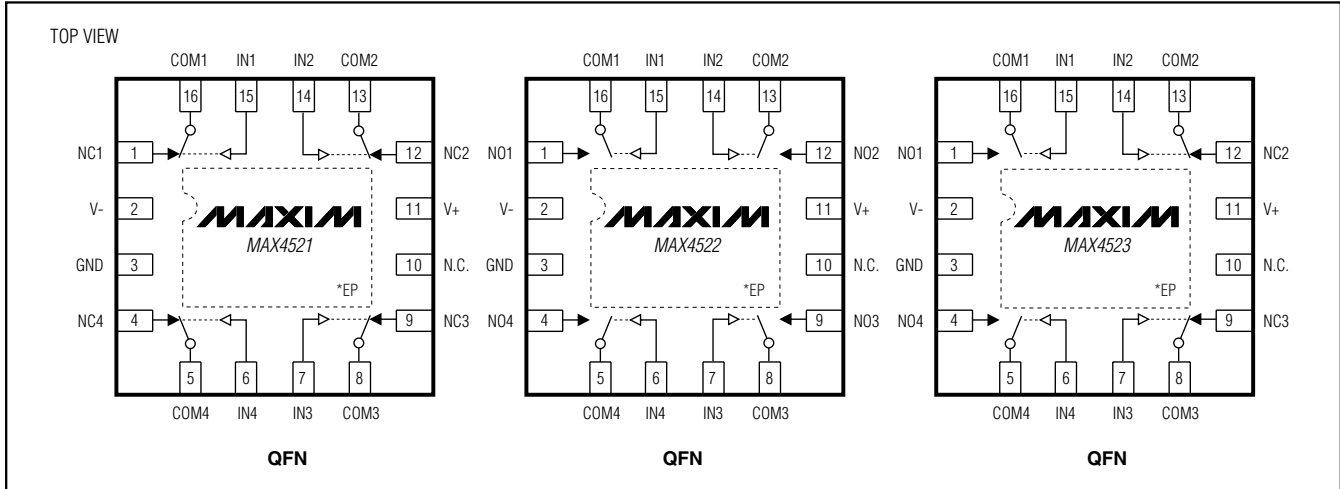 TOP VIEW
COM1 IN1 IN2 COM2 COM1 IN1 IN2 COM2 COM1 IN1 IN2 COM2
16 15 14 13 16 15 14 13 16 15 14 13
NC1 1 12 NC2 NO1 1 12 NO2 NO1 1 12 NC2
V- 2 MAXIM 11 V+ V- 2 MAXIM 11 V+ V- 2 MAXIM 11 V+
MAX4521 MAX4522 MAX4523
GND 3 10 N.C. GND 3 10 N.C. GND 3 10 N.C.
*EP *EP *EP
NC4 4 9 NC3 NO4 4 9 NO3 NO4 4 9 NC3
5 6 7 8 5 6 7 8 5 6 7 8
COM4 IN4 IN3 COM3 COM4 IN4 IN3 COM3 COM4 IN4 IN3 COM3
QFN QFN QFN